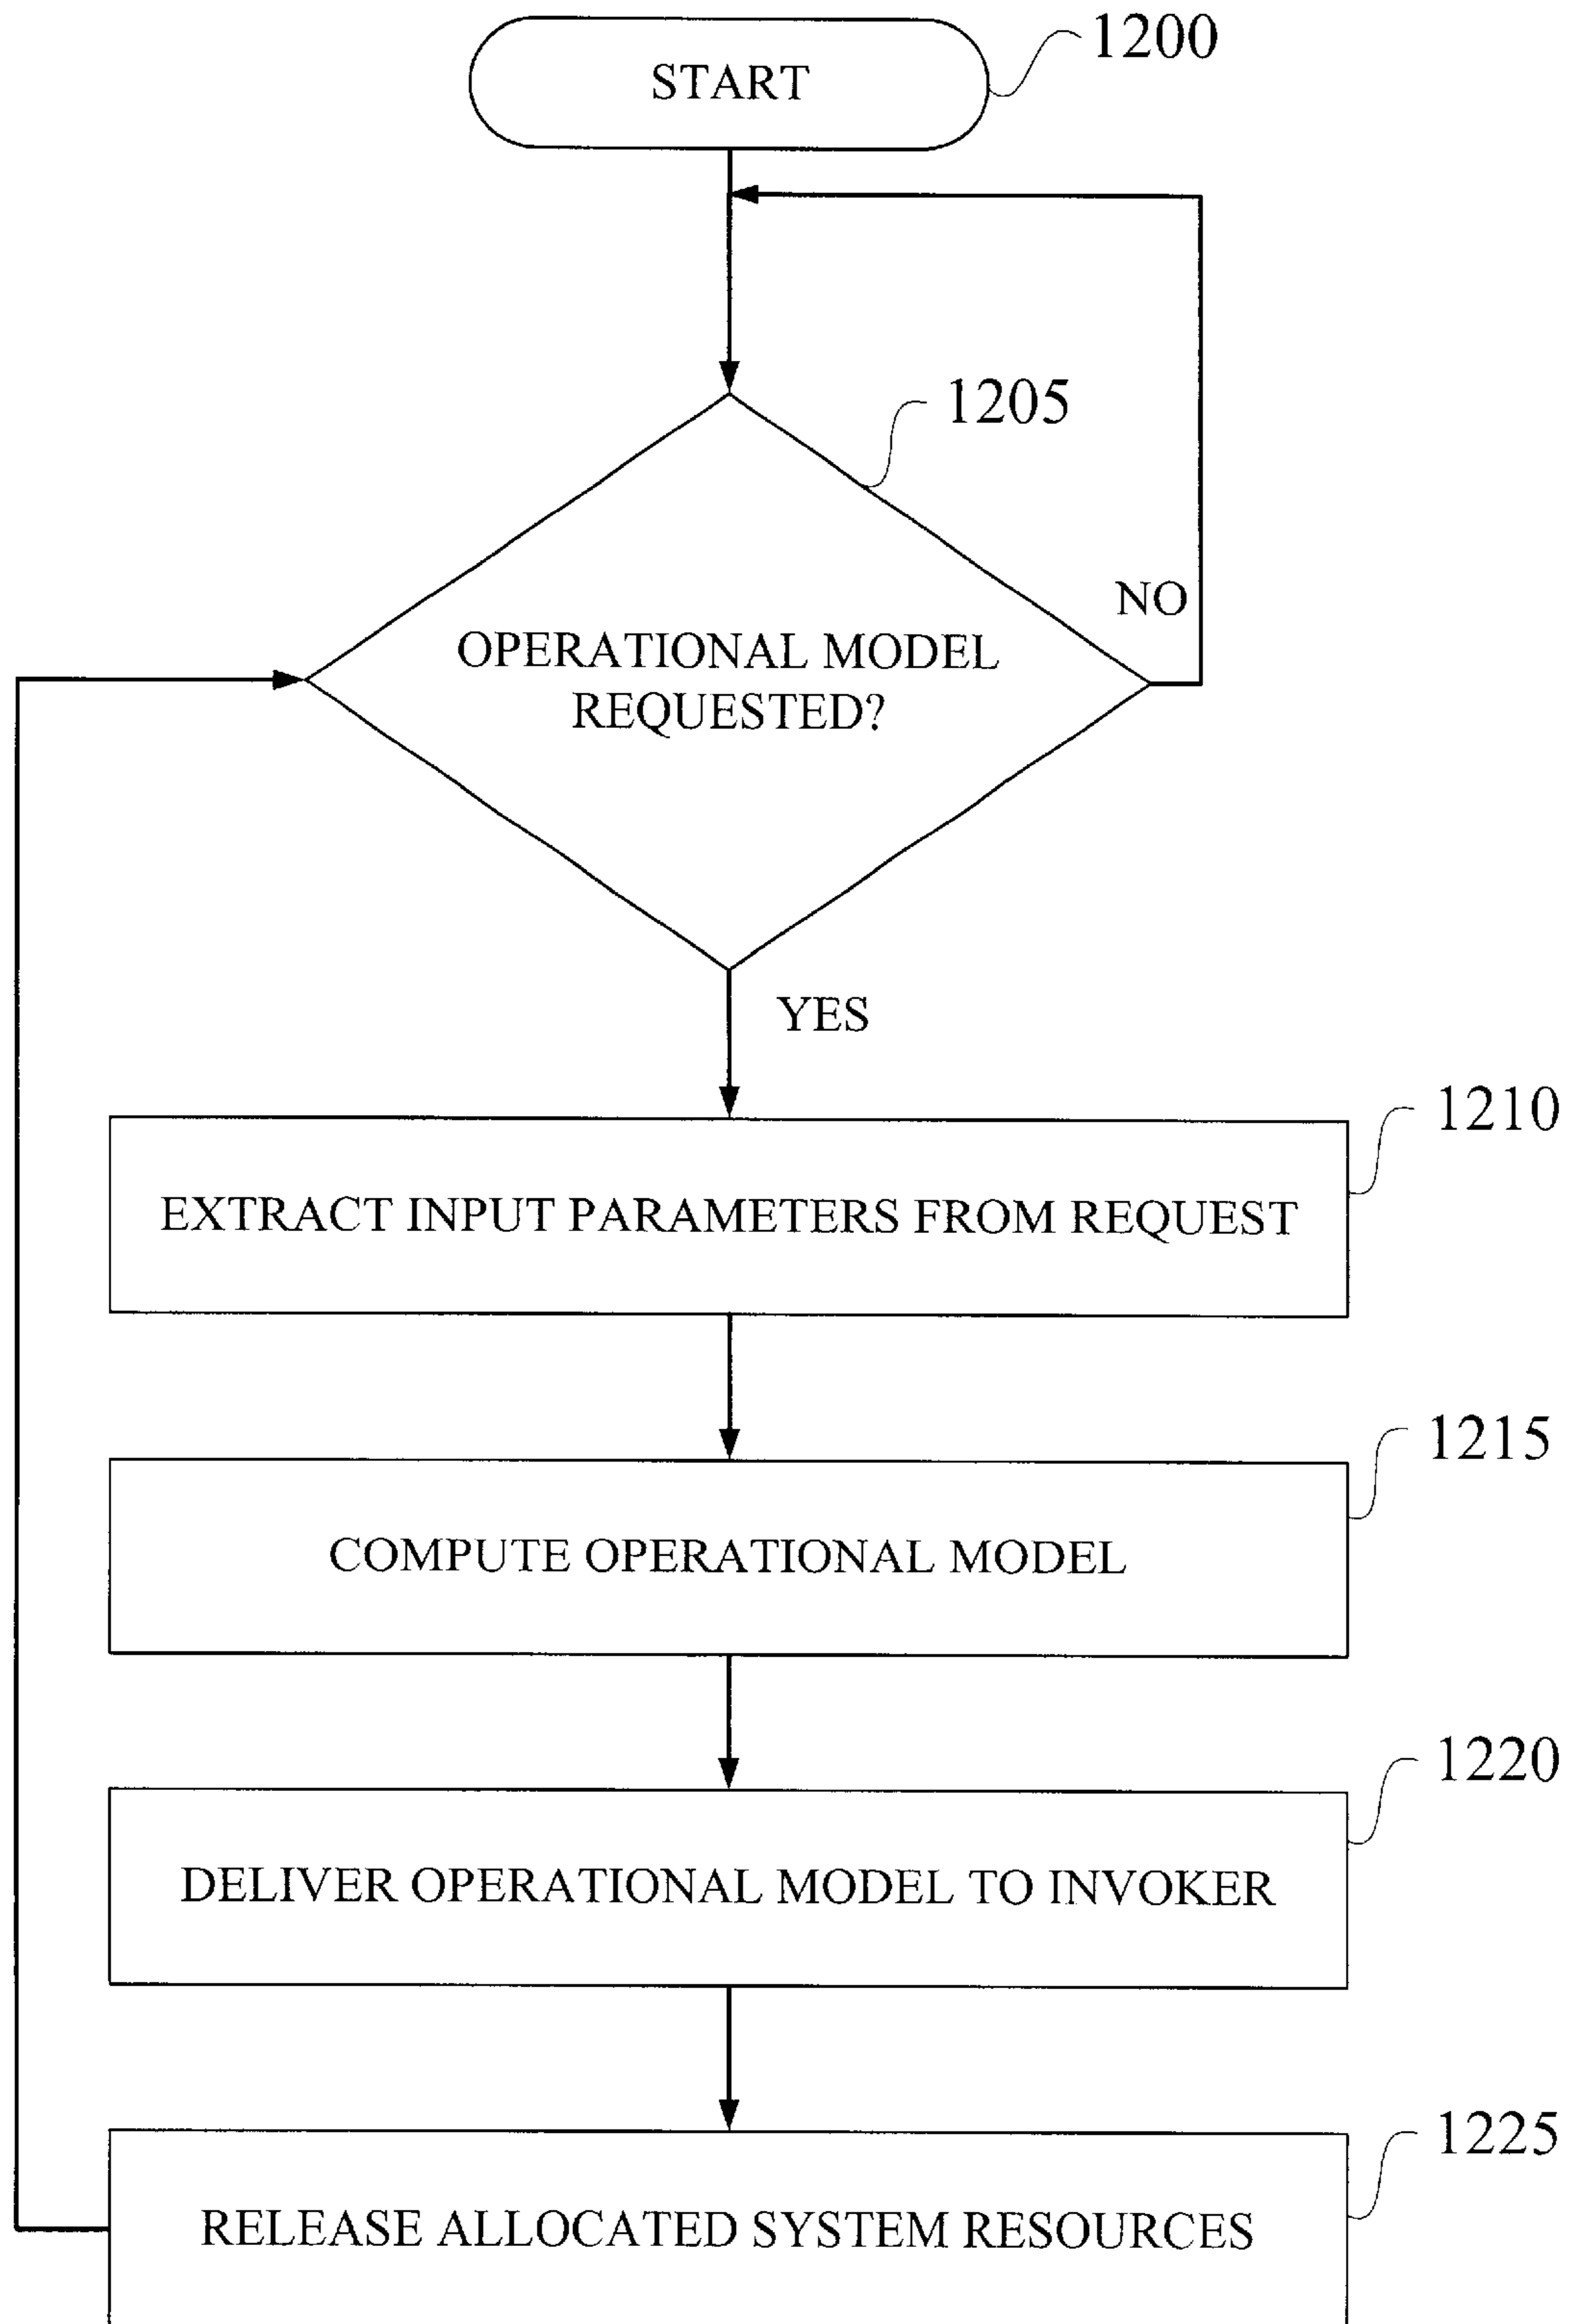 START
1200
1205
NO
OPERATIONAL MODEL
REQUESTED?
YES
1210
EXTRACT INPUT PARAMETERS FROM REQUEST
1215
COMPUTE OPERATIONAL MODEL
1220
DELIVER OPERATIONAL MODEL TO INVOKER
1225
RELEASE ALLOCATED SYSTEM RESOURCES